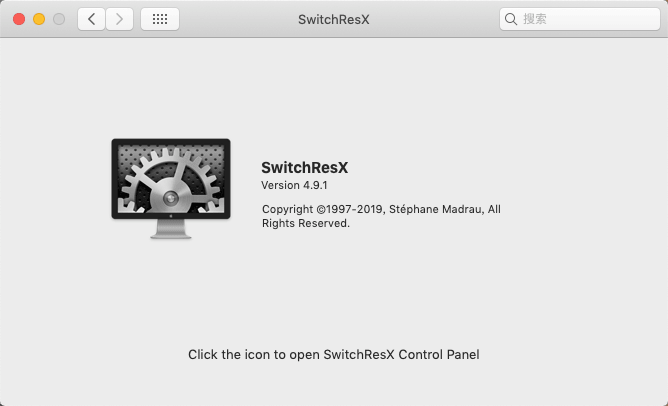 SwitchResX
搜索
SwitchResX
Version 4.9.1
Copyright ©1997-2019, Stéphane Madrau, All
Rights Reserved.
Click the icon to open SwitchResX Control Panel